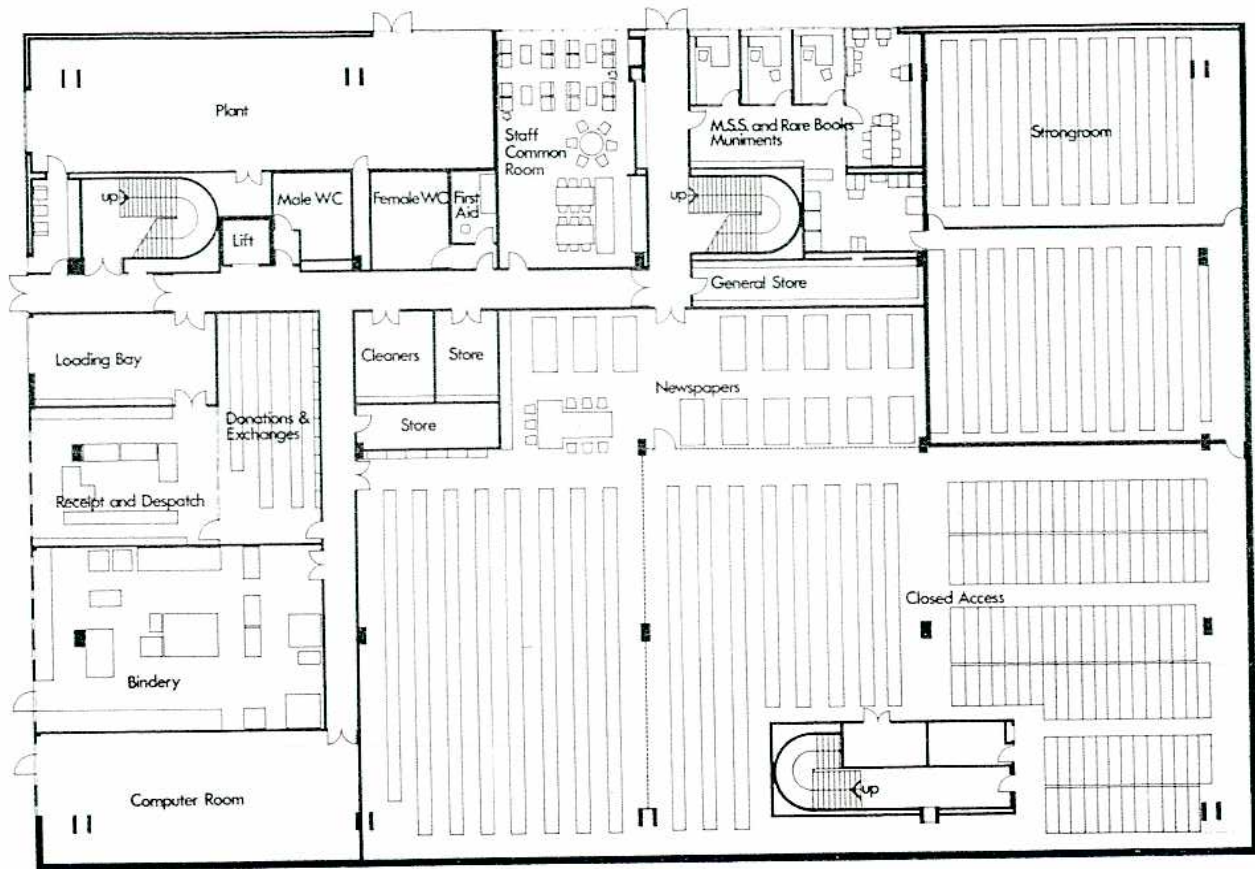 Plant
Staff
Common
Room
M.S.S. and Rare Books
Muniments
Strongroom
up
Male WC
Female WC
First
Aid
up
Lift
General Store
Loading Bay
Cleaners
Store
Newspapers
Donations &
Exchanges
Store
Receipt and Despatch
Closed Access
Bindery
up
Computer Room